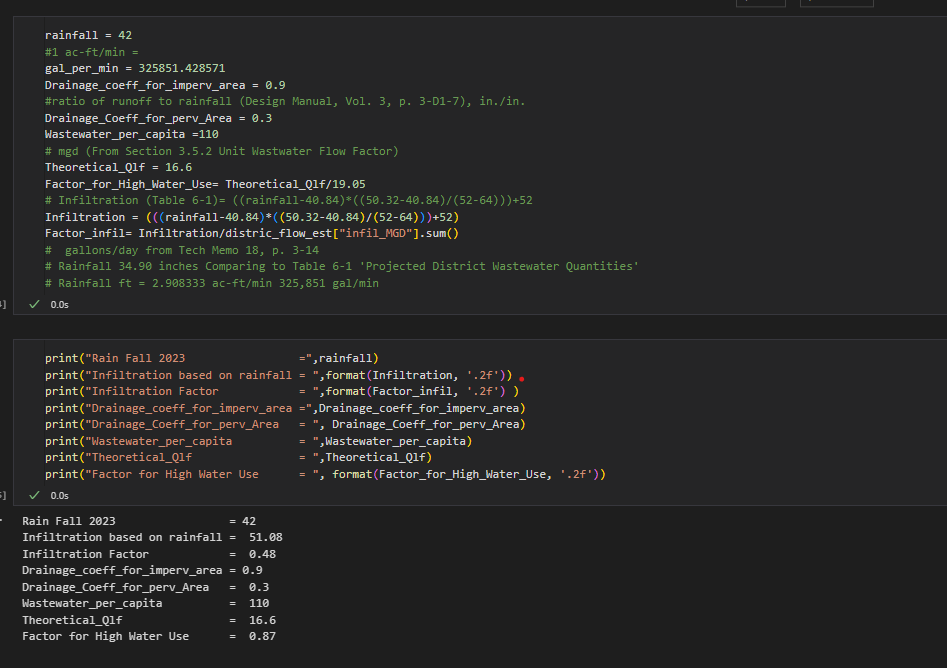 rainfall = 42
#1 ac-ft/min =
gal_per_min = 325851.428571
Drainage_coeff_for_imperv_area = 0.9
#ratio of runoff to rainfall (Design Manual, Vol. 3, p. 3-D1-7), in./in.
Drainage_Coeff_for_perv_Area = 0.3
Wastewater_per_capita =110
# mgd (From Section 3.5.2 Unit Wastwater Flow Factor)
Theoretical_Qlf = 16.6
Factor_for_High_Water_Use= Theoretical_Qlf/19.05
# Infiltration (Table 6-1)= ((rainfall-40.84)*((50.32-40.84)/(52-64)))+52
Infiltration = (((rainfall-40.84)*((50.32-40.84)/(52-64)))+52)
Factor_infil= Infiltration/distric_flow_est["infil_MGD"].sum()
#  gallons/day from Tech Memo 18, p. 3-14
# Rainfall 34.90 inches Comparing to Table 6-1 'Projected District Wastewater Quantities'
# Rainfall ft = 2.908333 ac-ft/min 325,851 gal/min
0.0s
print("Rain Fall 2023                 =",rainfall)
print("Infiltration based on rainfall = ",format(Infiltration, '.2f'))
print("Infiltration Factor            = ",format(Factor_infil, '.2f') )
print("Drainage_coeff_for_imperv_area =",Drainage_coeff_for_imperv_area)
print("Drainage_Coeff_for_perv_Area   = ", Drainage_Coeff_for_perv_Area)
print("Wastewater_per_capita          = ",Wastewater_per_capita)
print("Theoretical_Qlf                = ",Theoretical_Qlf)
print("Factor for High Water Use      = ", format(Factor_for_High_Water_Use, '.2f'))
0.0s
Rain Fall 2023                 = 42
Infiltration based on rainfall =  51.08
Infiltration Factor            =  0.48
Drainage_coeff_for_imperv_area = 0.9
Drainage_Coeff_for_perv_Area   =  0.3
Wastewater_per_capita          =  110
Theoretical_Qlf                =  16.6
Factor for High Water Use      =  0.87